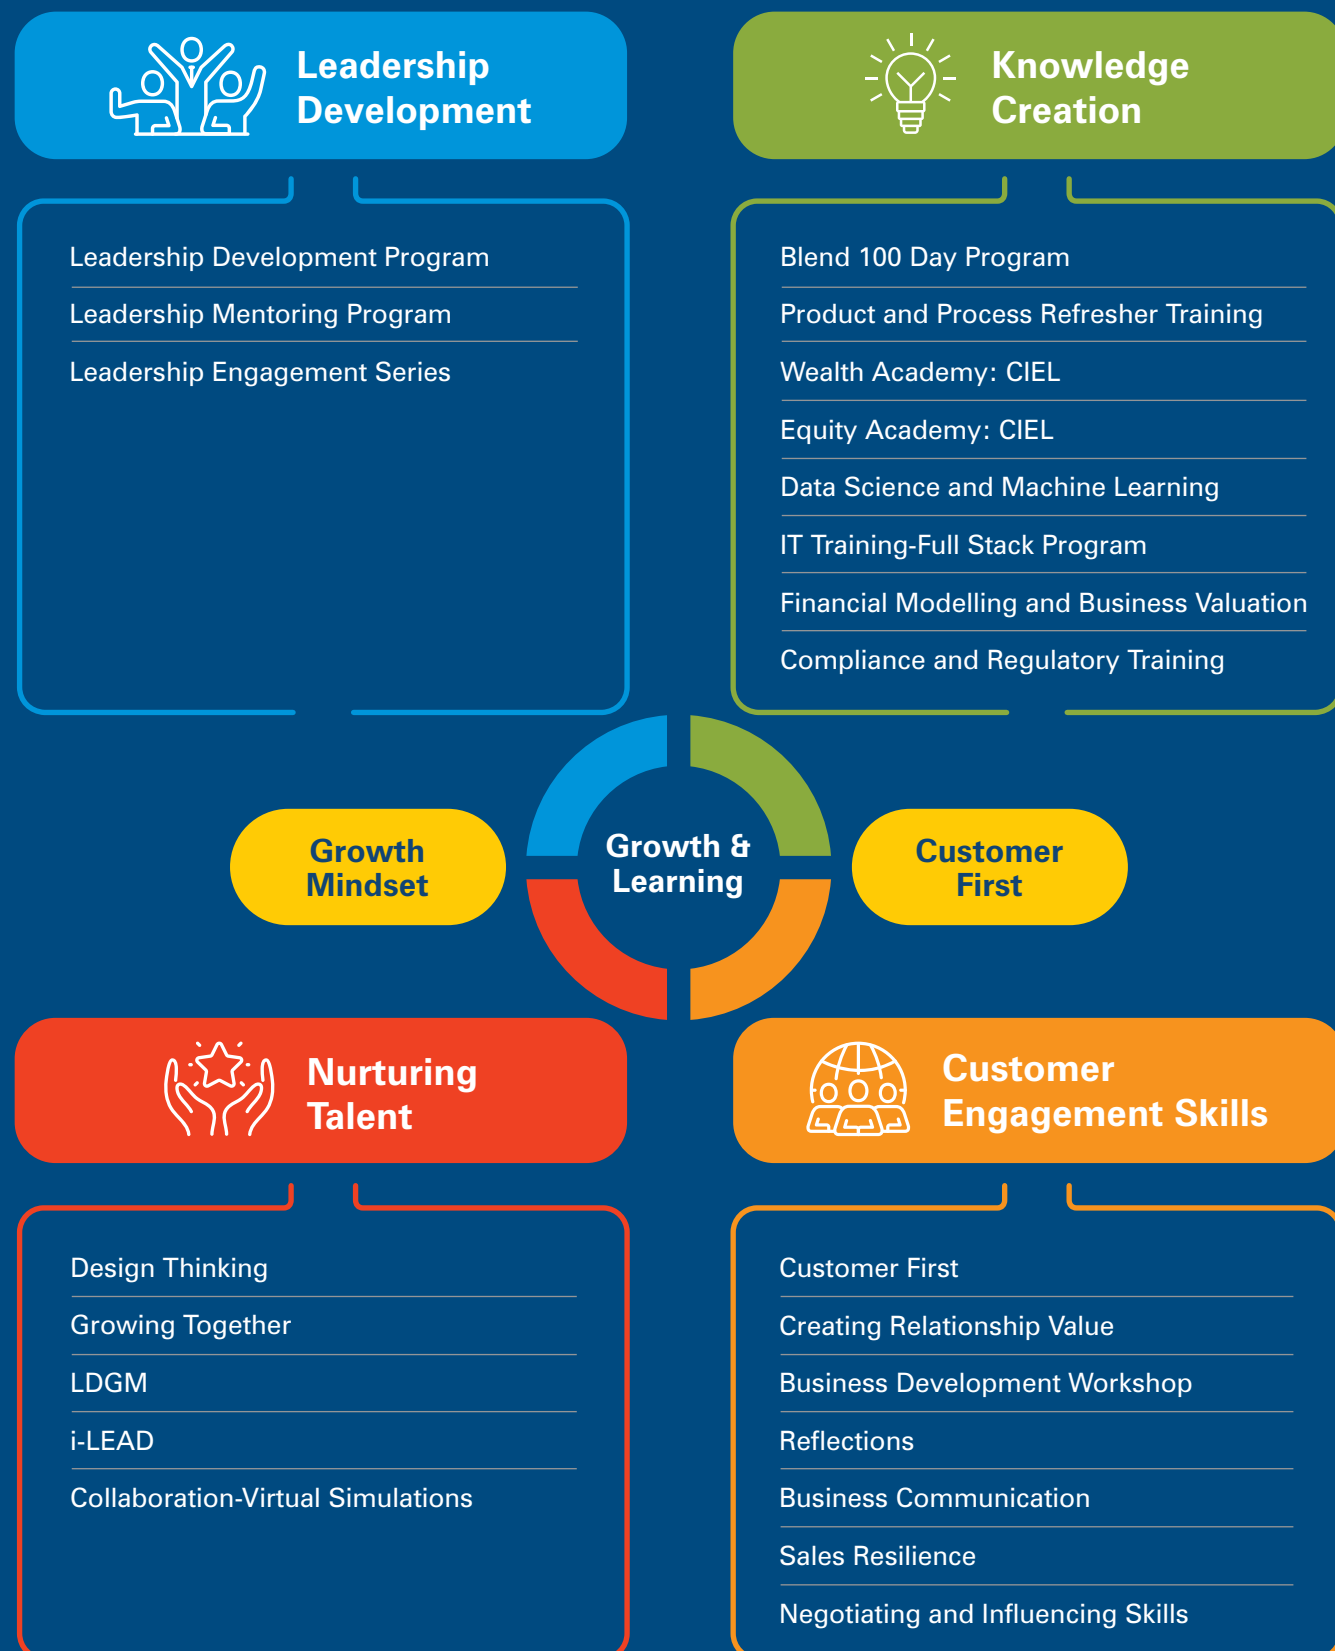 Leadership
Development
Leadership Development Program
Leadership Mentoring Program
Leadership Engagement Series
Knowledge
Creation
Blend 100 Day Program
Product and Process Refresher Training
Wealth Academy: CIEL
Equity Academy: CIEL
Data Science and Machine Learning
IT Training-Full Stack Program
Financial Modelling and Business Valuation
Compliance and Regulatory Training
Growth
Mindset
Growth &
Learning
Customer
First
Nurturing
Talent
Design Thinking
Growing Together
LDGM
i-LEAD
Collaboration-Virtual Simulations
Customer
Engagement Skills
Customer First
Creating Relationship Value
Business Development Workshop
Reflections
Business Communication
Sales Resilience
Negotiating and Influencing Skills